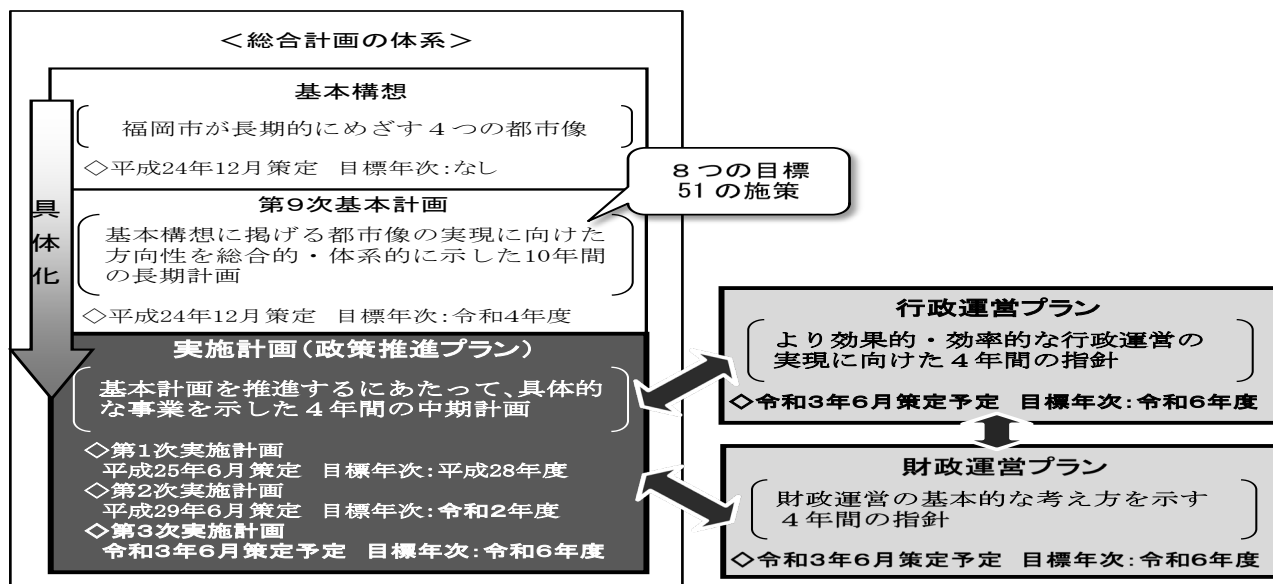 ＜総合計画の体系＞
具体化
基本構想
福岡市が長期的にめざす４つの都市像
◇平成24年12月策定　目標年次:なし
８つの目標
51の施策
第9次基本計画
基本構想に掲げる都市像の実現に向けた
方向性を総合的・体系的に示した10年間
の長期計画
◇平成24年12月策定　目標年次:令和4年度
実施計画(政策推進プラン)
基本計画を推進するにあたって、具体的
な事業を示した４年間の中期計画
◇第1次実施計画
平成25年6月策定　目標年次:平成28年度
◇第2次実施計画
平成29年6月策定　目標年次:令和2年度
◇第3次実施計画
令和3年6月策定予定　目標年次:令和6年度
行政運営プラン
より効果的・効率的な行政運営の
実現に向けた４年間の指針
◇令和3年6月策定予定　目標年次:令和6年度
財政運営プラン
財政運営の基本的な考え方を示す
４年間の指針
◇令和3年6月策定予定　目標年次:令和6年度